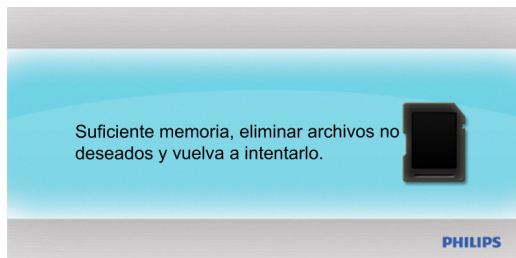 Suficiente memoria, eliminar archivos no
deseados y vuelva a intentarlo.
PHILIPS